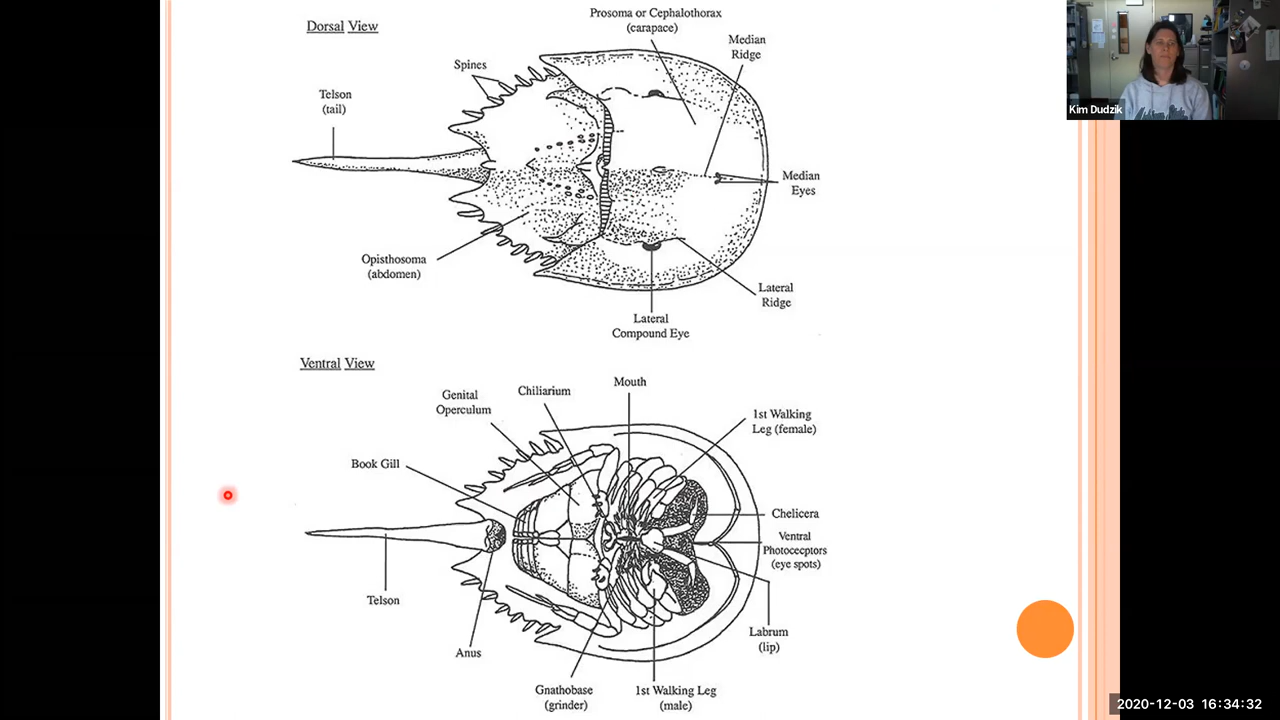 Dorsal View
Prosoma or Cephalothorax
(carapace)
Median
Ridge
Spines
Telson
(tail)
Median
Eyes
Opisthosoma
(abdomen)
Lateral
Ridge
Lateral
Compound Eye
Ventral View
Genital
Operculum
Chiliarium
Mouth
1st Walking
Leg (female)
Book Gill
Chelicera
Ventral
Photocecptors
(eye spots)
Telson
Labrum
(lip)
Anus
Gnathobase
(grinder)
1st Walking Leg
(male)
Kim Dudzik
2020-12-03 16:34:32